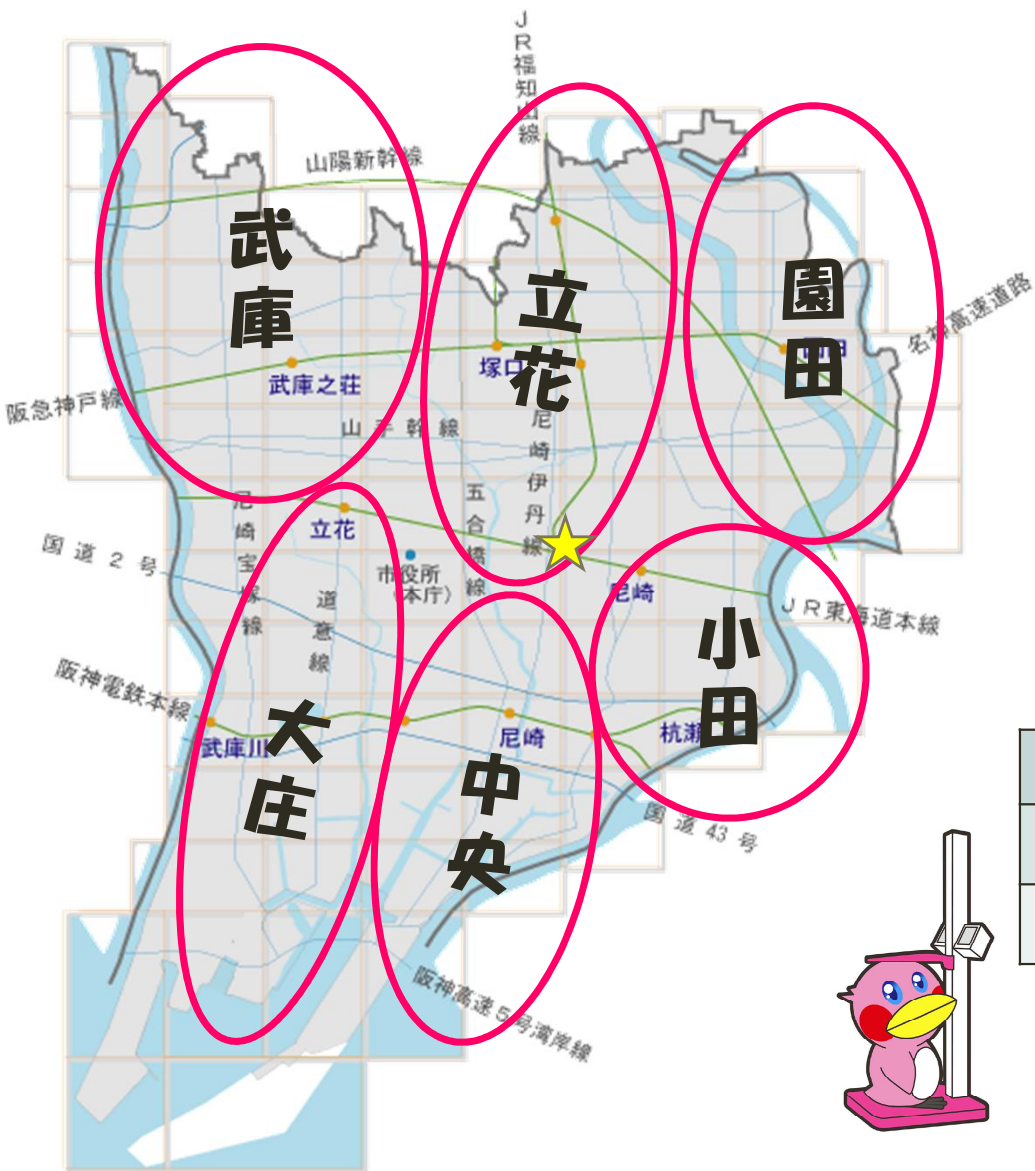 JR福知山線
山陽新幹線
武庫
立花
園田
名神高速道路
塚口
園田
武庫之荘
阪急神戸線
山手幹線
尼崎伊丹線
五合橋線
尼崎宝塚線
立花
国道2号
市役所
(本庁)
尼崎
道意線
JR東海道本線
小田
阪神電鉄本線
武庫川
大庄
尼崎
杭瀬
中央
国道43号
阪神高速5号湾岸線